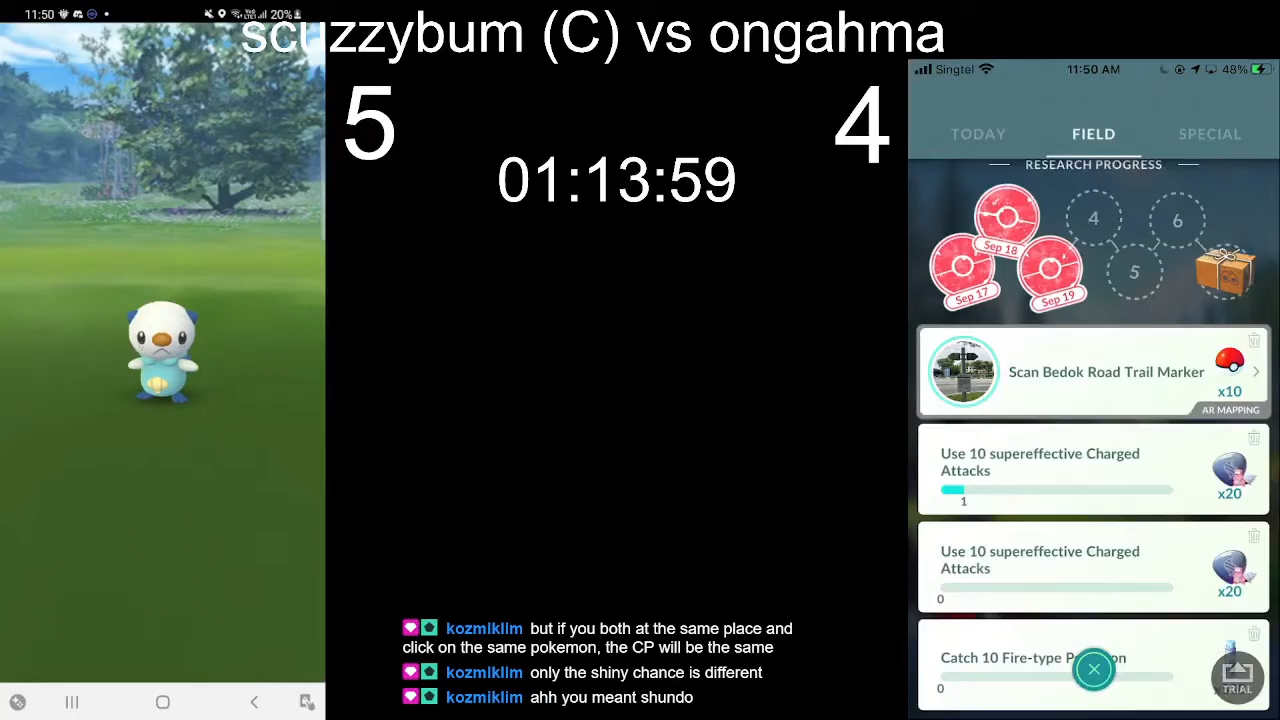 11:50
20%
scuzzybum (C) vs ongahma
5
4
01:13:59
Singtel
11:50 AM
48%
TODAY
FIELD
SPECIAL
RESEARCH PROGRESS
4
6
5
Sep 18
Sep 17
Sep 19
Scan Bedok Road Trail Marker
x10
AR MAPPING
Use 10 supereffective Charged
Attacks
x20
1
Use 10 supereffective Charged
Attacks
x20
0
Catch 10 Fire-type P on
0
TRIAL
kozmiklim but if you both at the same place and
click on the same pokemon, the CP will be the same
kozmiklim only the shiny chance is different
kozmiklim ahh you meant shundo